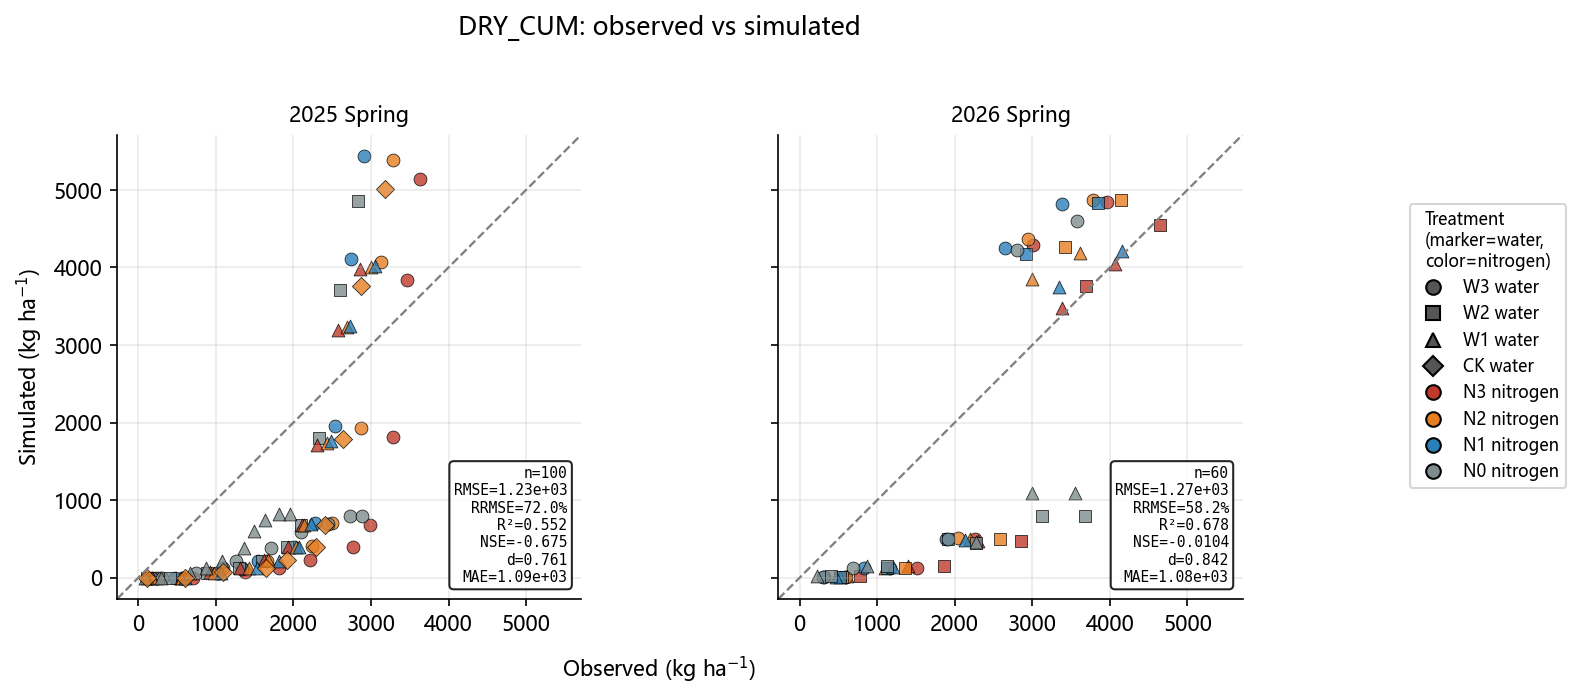 DRY_CUM: observed vs simulated
2025 Spring
2026 Spring
Simulated (kg ha⁻¹)
5000
4000
3000
2000
1000
0
n=100
RMSE=1.23e+03
RRMSE=72.0%
R²=0.552
NSE=-0.675
d=0.761
MAE=1.09e+03
n=60
RMSE=1.27e+03
RRMSE=58.2%
R²=0.678
NSE=-0.0104
d=0.842
MAE=1.08e+03
0 1000 2000 3000 4000 5000
0 1000 2000 3000 4000 5000
Observed (kg ha⁻¹)
Treatment
(marker=water,
color=nitrogen)
W3 water
W2 water
W1 water
CK water
N3 nitrogen
N2 nitrogen
N1 nitrogen
N0 nitrogen